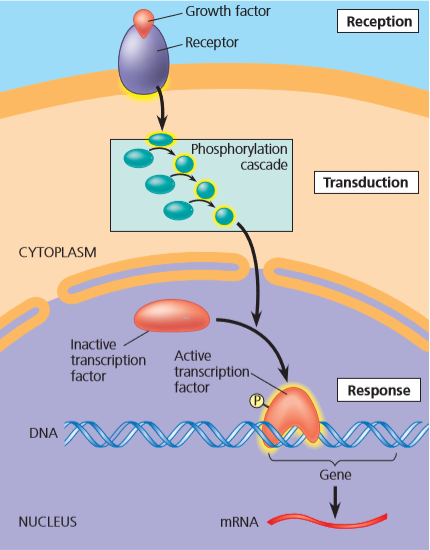 Growth factor
Reception
Receptor
Phosphorylation
cascade
Transduction
CYTOPLASM
Inactive
transcription
factor
Active
transcription
factor
P
Response
DNA
Gene
NUCLEUS
mRNA